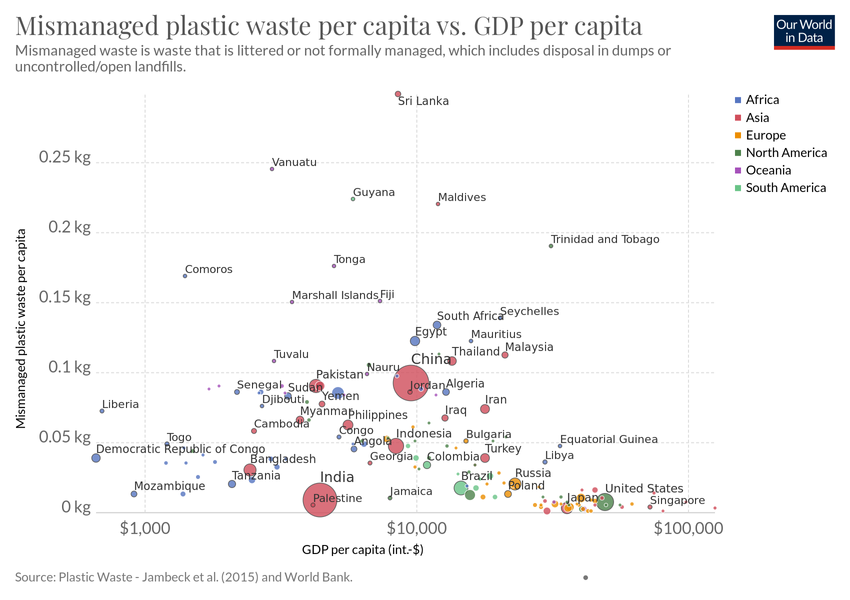 Mismanaged plastic waste per capita vs. GDP per capita
Our World
in Data
Mismanaged waste is waste that is littered or not formally managed, which includes disposal in dumps or
uncontrolled/open landfills.
Africa
Asia
Europe
North America
Oceania
South America
Mismanaged plastic waste per capita
0.25 kg
0.2 kg
0.15 kg
0.1 kg
0.05 kg
0 kg
Sri Lanka
Vanuatu
Guyana
Maldives
Trinidad and Tobago
Tonga
Comoros
Marshall Islands
Fiji
South Africa
Seychelles
Egypt
Mauritius
Thailand
Malaysia
Tuvalu
China
Nauru
Pakistan
Senegal
Sudan
Jordan
Algeria
Yemen
Djibouti
Iran
Liberia
Myanmar
Philippines
Iraq
Cambodia
Congo
Indonesia
Bulgaria
Togo
Angola
Equatorial Guinea
Democratic Republic of Congo
Turkey
Bangladesh
Georgia
Colombia
Libya
Tanzania
India
Brazil
Russia
Mozambique
Jamaica
Poland
United States
Palestine
Japan
Singapore
$1,000
$10,000
$100,000
GDP per capita (int.-$)
Source: Plastic Waste - Jambeck et al. (2015) and World Bank.